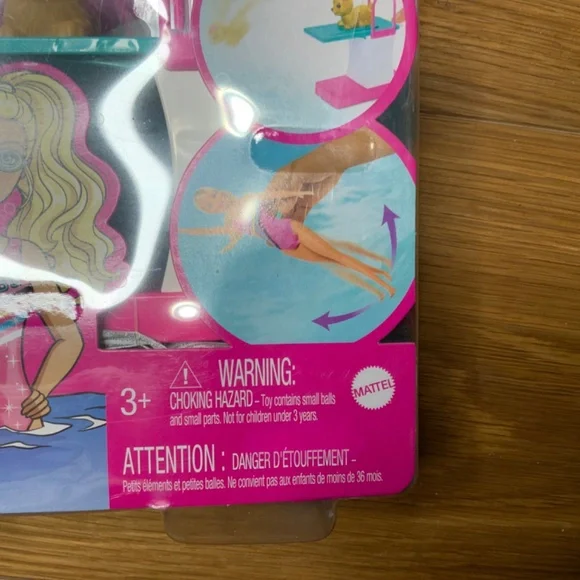 WARNING:
3+
CHOKING HAZARD – Toy contains small balls
and small parts. Not for children under 3 years.
MATTEL
ATTENTION : DANGER D'ÉTOUFFEMENT –
Petits éléments et petites balles. Ne convient pas aux enfants de moins de 36 mois.